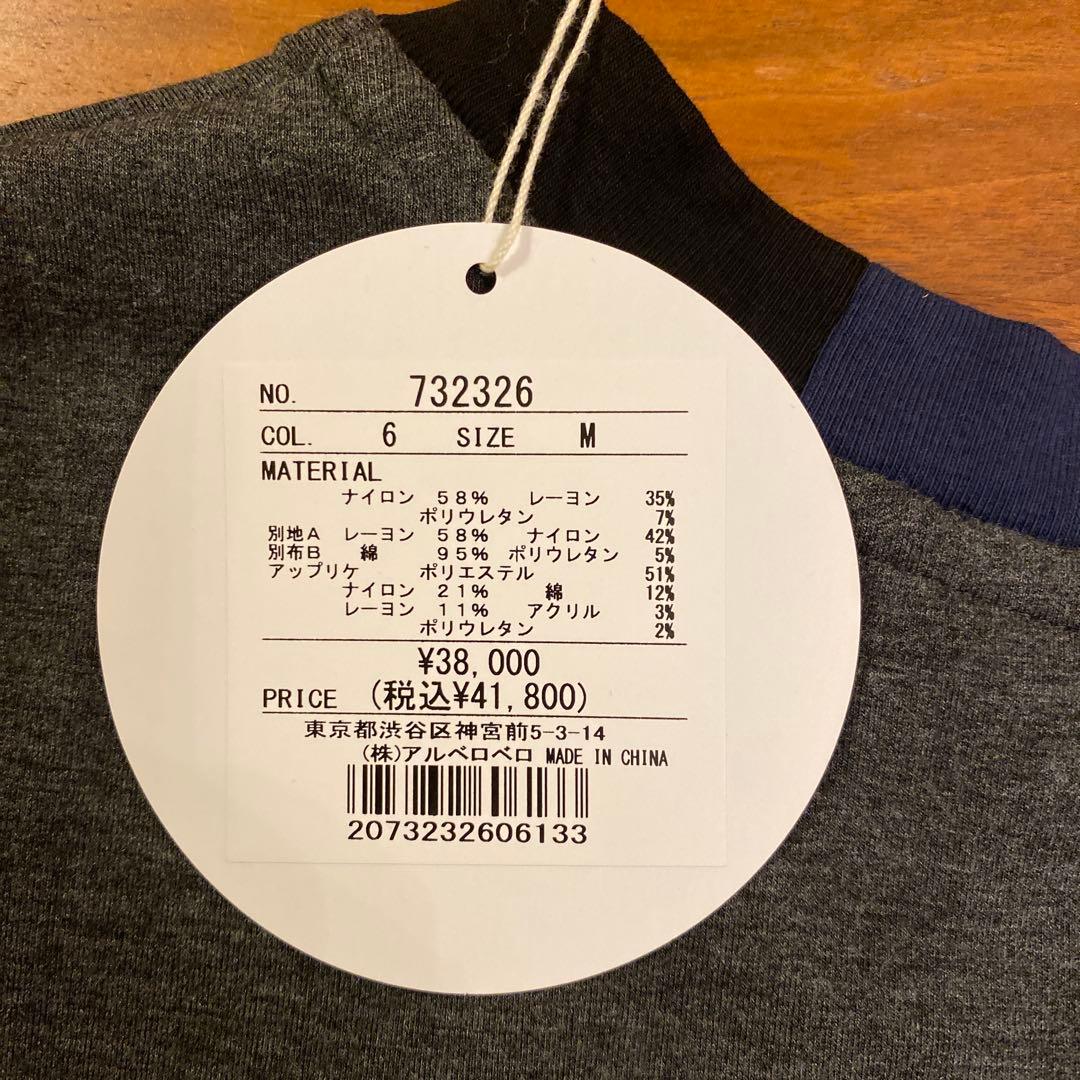 NO. 732326
COL. 6 SIZE M
MATERIAL
ナイロン 58% レーヨン 35%
ポリウレタン 7%
別地A レーヨン 58% ナイロン 42%
別布B 綿 95% ポリウレタン 5%
アップリケ ポリエステル 51%
ナイロン 21% 綿 12%
レーヨン 11% アクリル 3%
ポリウレタン 2%
¥38,000
PRICE (税込¥41,800)
東京都渋谷区神宮前5-3-14
(株)アルベロベロ MADE IN CHINA
2073232606133